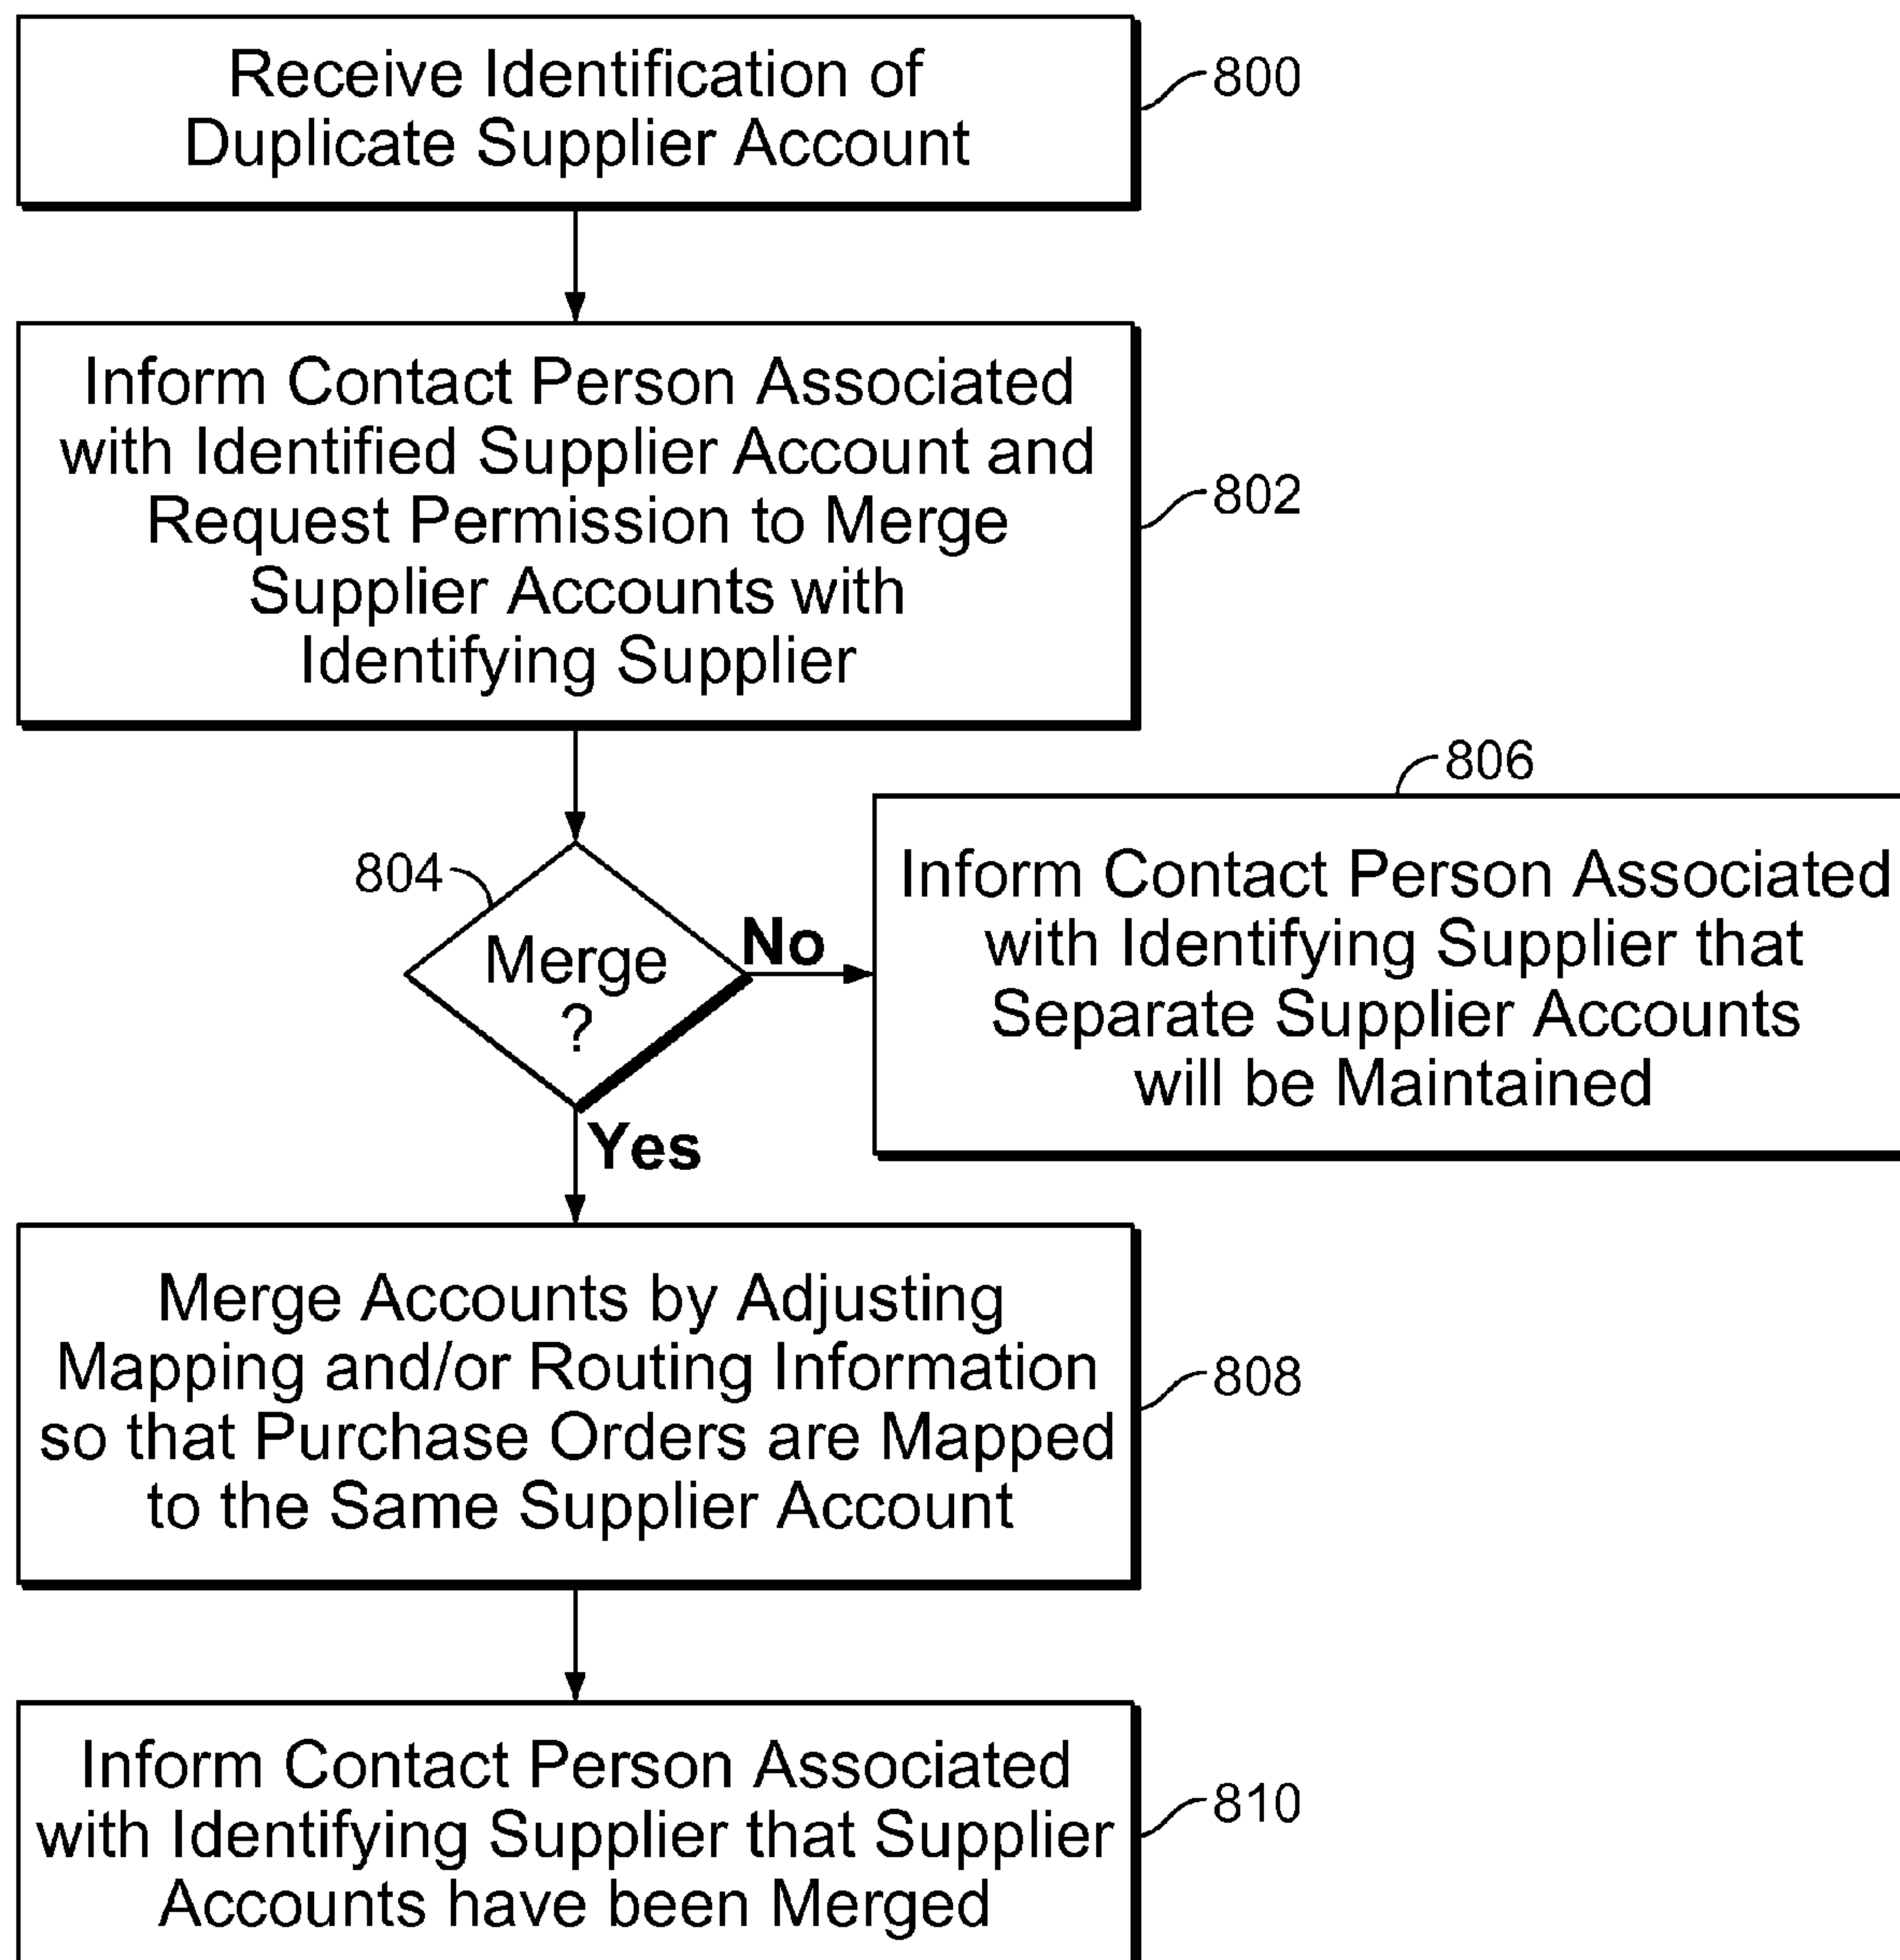 Receive Identification of
Duplicate Supplier Account
800
Inform Contact Person Associated
with Identified Supplier Account and
Request Permission to Merge
Supplier Accounts with
Identifying Supplier
802
804
Merge
?
No
806
Inform Contact Person Associated
with Identifying Supplier that
Separate Supplier Accounts
will be Maintained
Yes
Merge Accounts by Adjusting
Mapping and/or Routing Information
so that Purchase Orders are Mapped
to the Same Supplier Account
808
Inform Contact Person Associated
with Identifying Supplier that Supplier
Accounts have been Merged
810